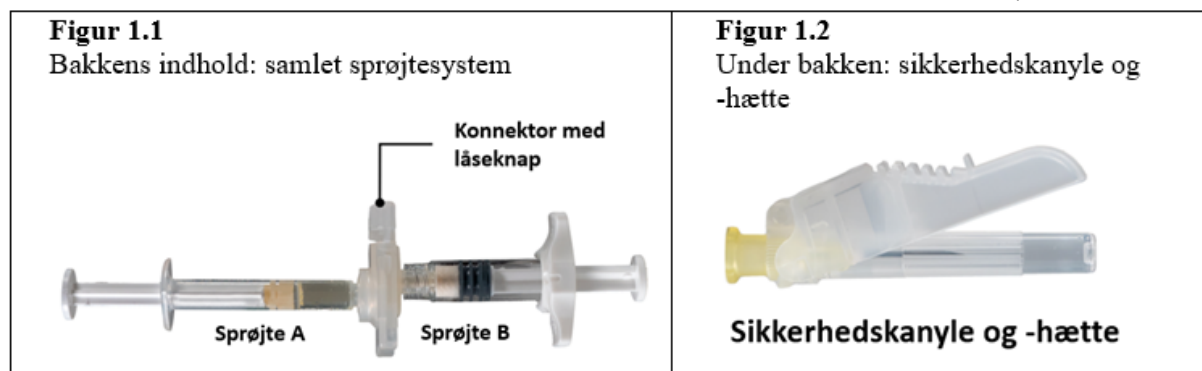 Figur 1.1
Bakkens indhold: samlet sprøjtesystem
Konnektor med
låseknap
Sprøjte A
Sprøjte B
Figur 1.2
Under bakken: sikkerhedskanyle og
-hætte
Sikkerhedskanyle og -hætte